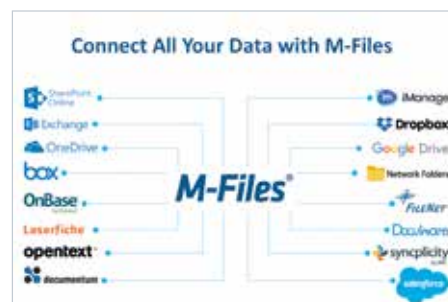 Connect All Your Data with M-Files
SharePoint
Online
Exchange
OneDrive
box
OnBase
Laserfiche
opentext
documentum
M-Files®
iManage
Dropbox
Google Drive
Network Folders
FileNet
DocuWare
syncplicity
salesforce